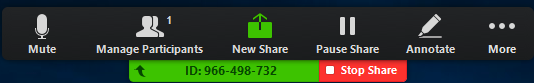 1
Mute Manage Participants New Share Pause Share Annotate More
ID: 966-498-732 Stop Share